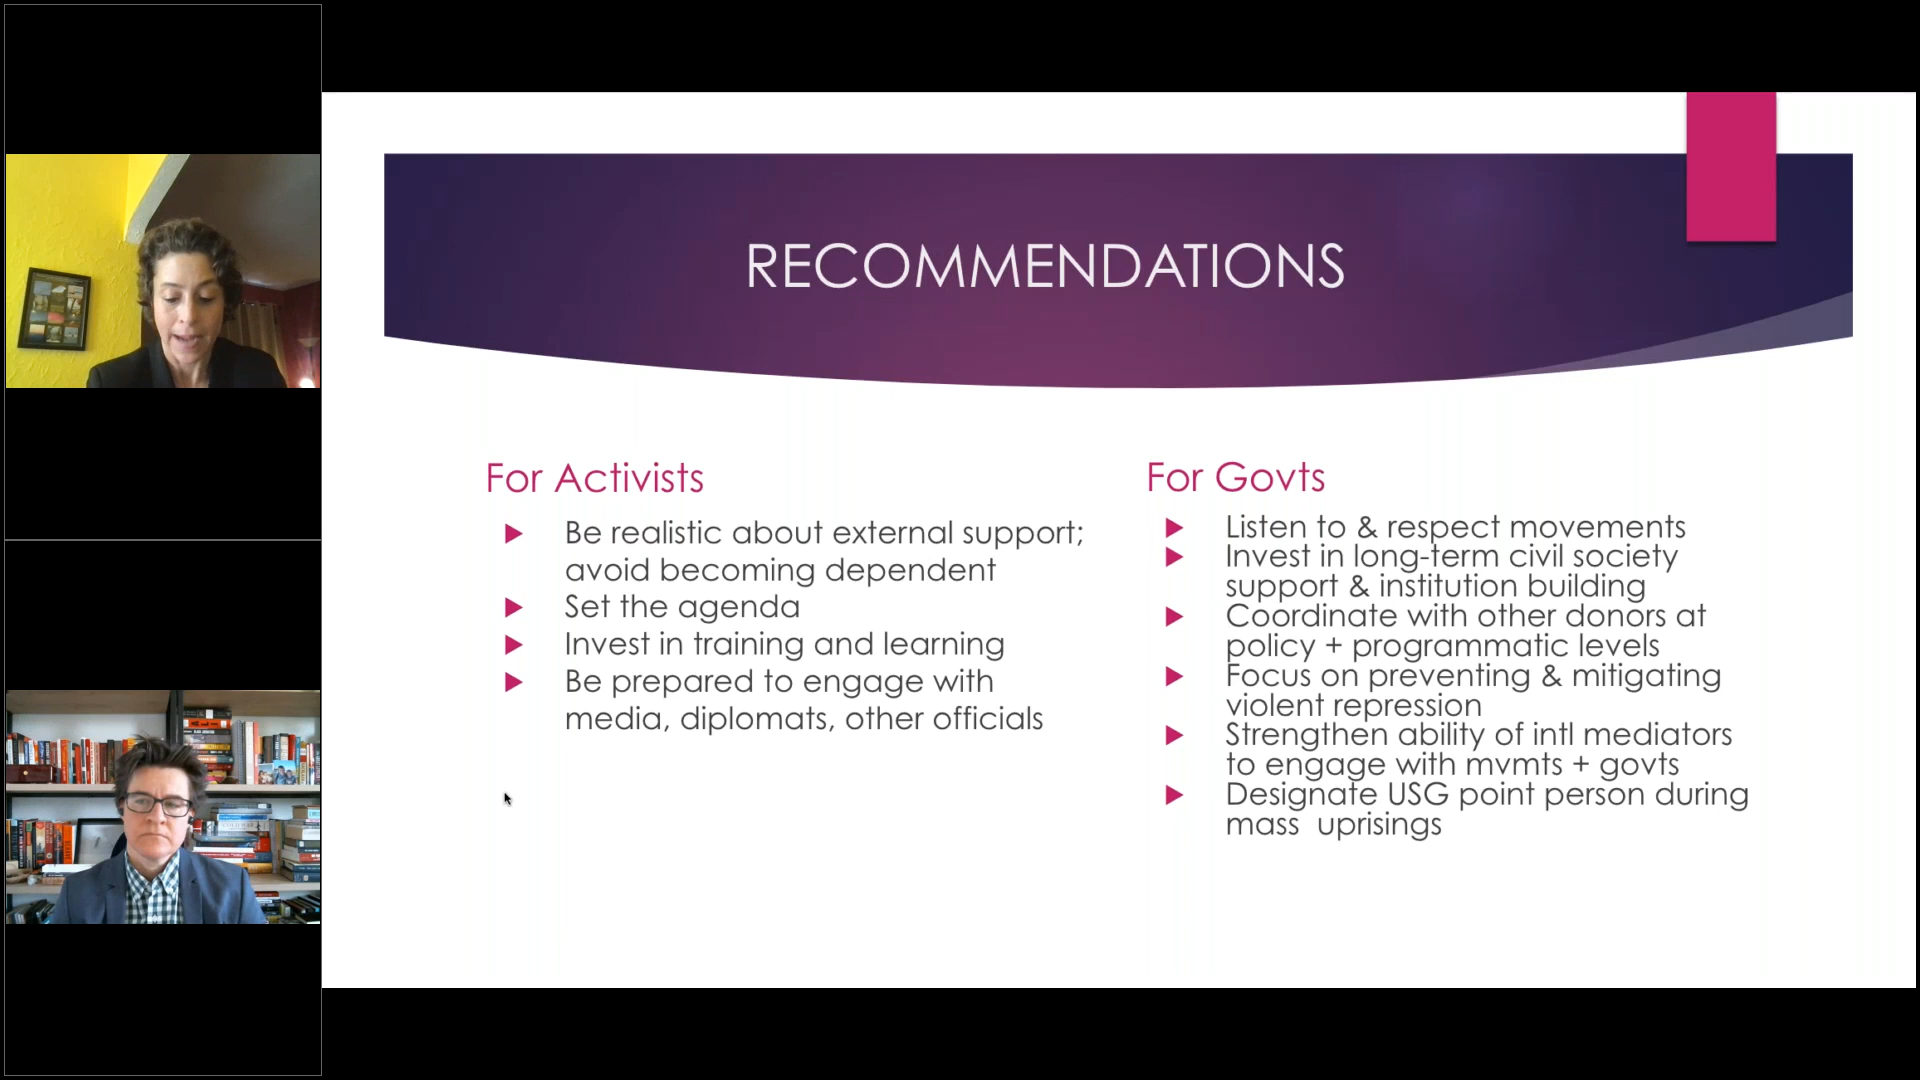 RECOMMENDATIONS
For Activists
Be realistic about external support;
avoid becoming dependent
Set the agenda
Invest in training and learning
Be prepared to engage with
media, diplomats, other officials
For Govts
Listen to & respect movements
Invest in long-term civil society
support & institution building
Coordinate with other donors at
policy + programmatic levels
Focus on preventing & mitigating
violent repression
Strengthen ability of intl mediators
to engage with mvmts + govts
Designate USG point person during
mass  uprisings